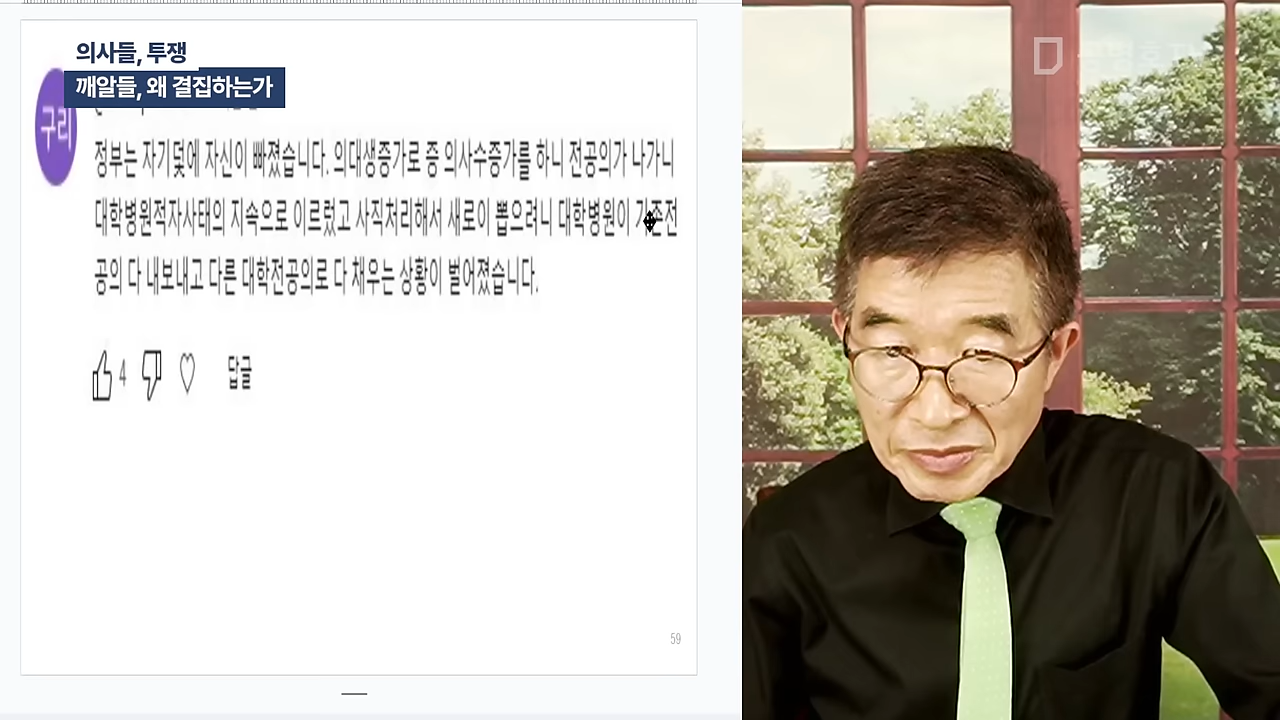 의사들, 투쟁
깨알들, 왜 결집하는가
구리
정부는 자기덫에 자신이 빠졌습니다. 의대생증가로 증 의사수증가를 하니 전공의가 나가니
대학병원적자사태의 지속으로 이르렀고 사직처리해서 새로이 뽑으려니 대학병원이 기존전
공의 다 내보내고 다른 대학전공의로 다 채우는 상황이 벌어졌습니다.
4 답글
59